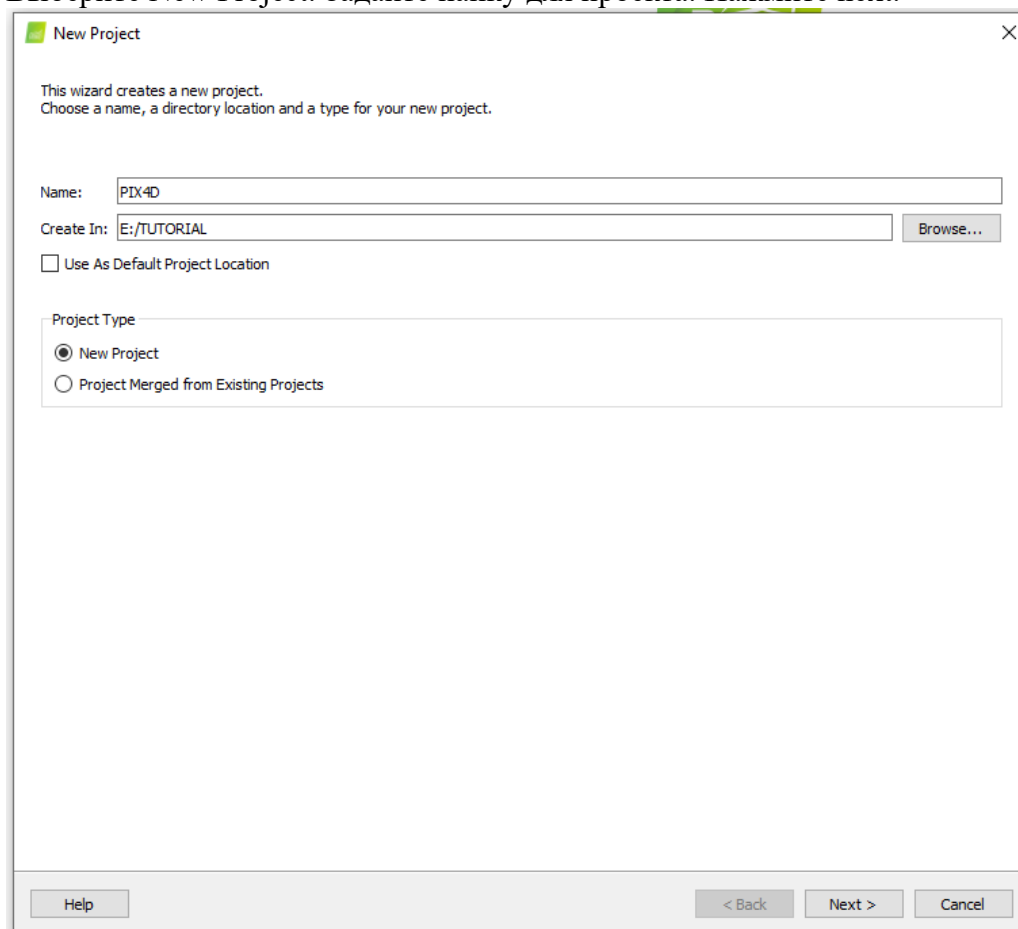 New Project
This wizard creates a new project.
Choose a name, a directory location and a type for your new project.
Name: PIX4D
Create In: E:/TUTORIAL Browse...
Use As Default Project Location
Project Type
New Project
Project Merged from Existing Projects
Help < Back Next > Cancel